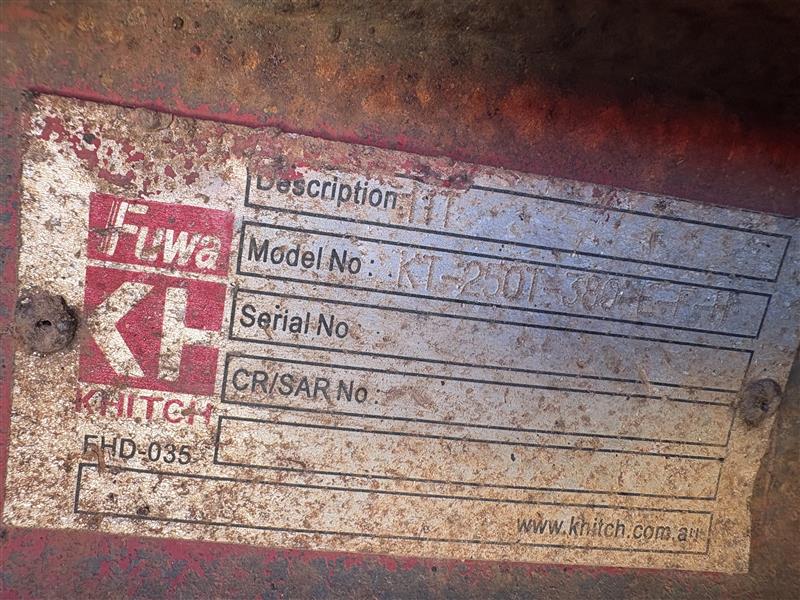 Description
Fuwa
Model No :
Serial No
KH
CR/SAR No :
KHITCH
FHD-035
www.khitch.com.au